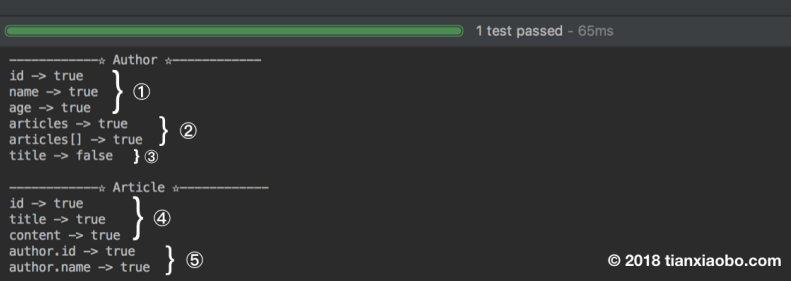 1 test passed - 65ms
————————————☆ Author ☆————————————
id -> true
name -> true
age -> true
①
articles -> true
articles[] -> true
②
title -> false
③
————————————☆ Article ☆————————————
id -> true
title -> true
content -> true
④
author.id -> true
author.name -> true
⑤
© 2018 tianxiaobo.com